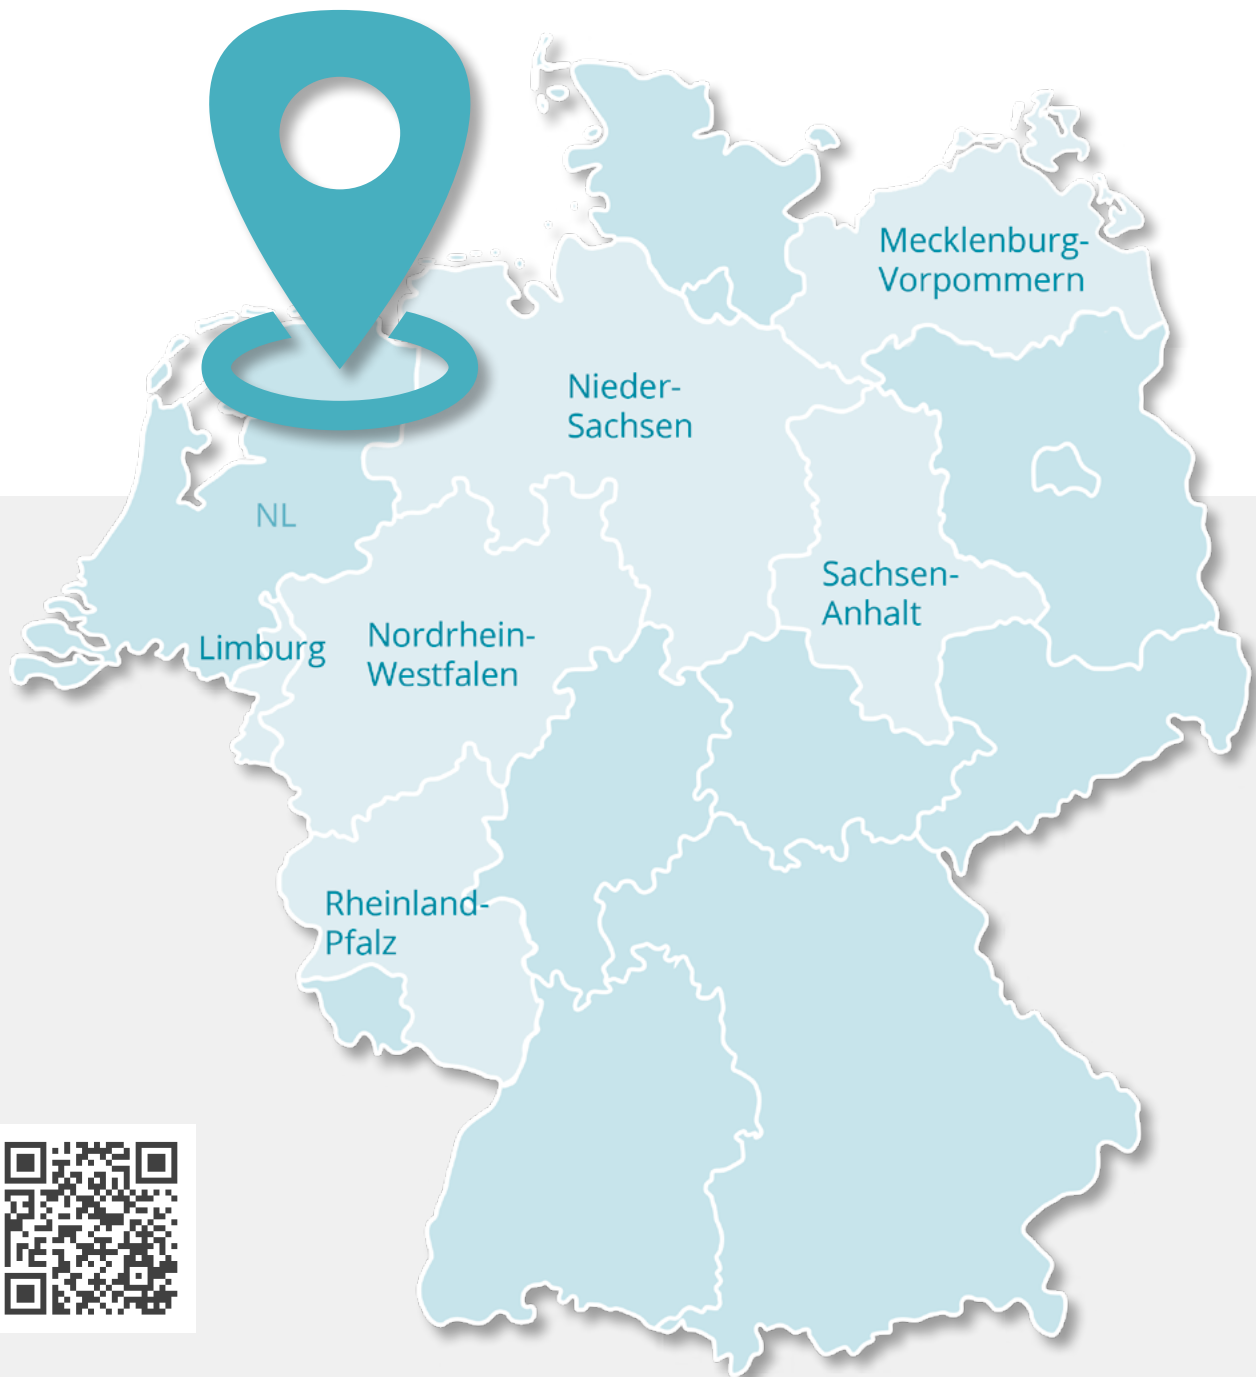 Mecklenburg-
Vorpommern
Nieder-
Sachsen
NL
Sachsen-
Anhalt
Limburg
Nordrhein-
Westfalen
Rheinland-
Pfalz